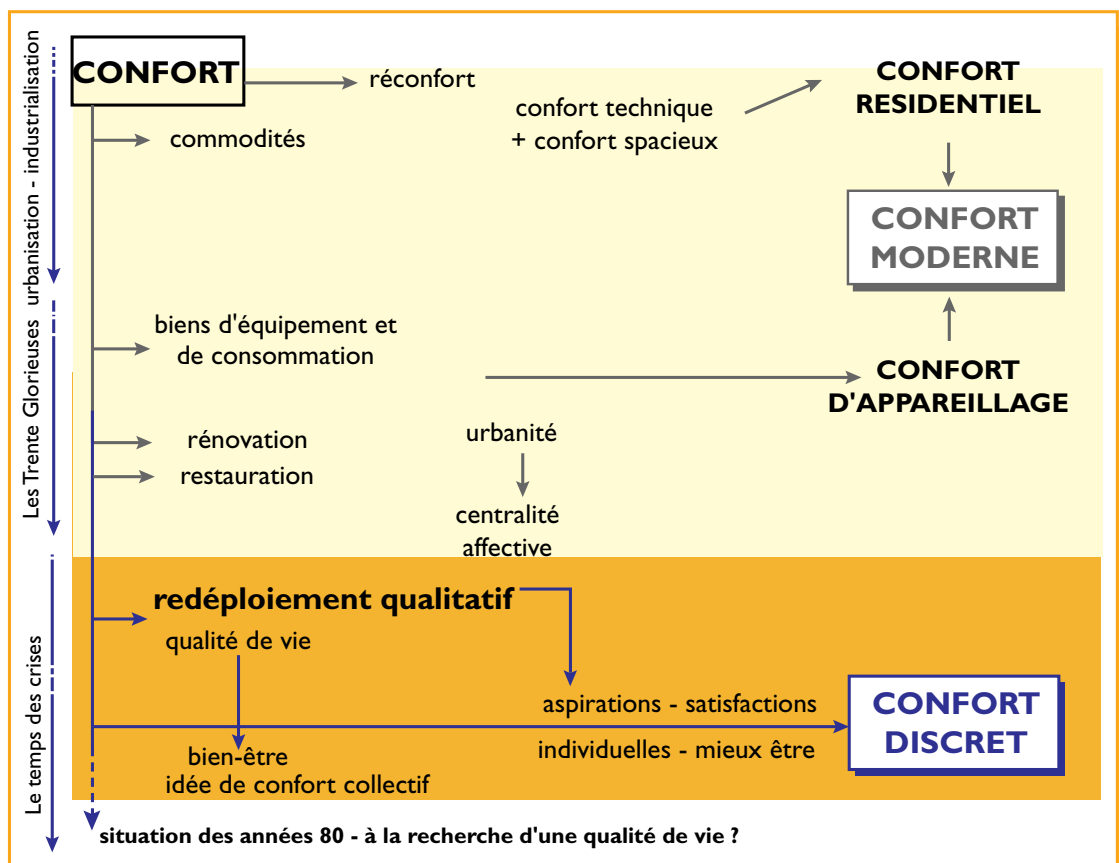 CONFORT
réconfort
commodités
confort technique
+ confort spacieux
CONFORT
RESIDENTIEL
CONFORT
MODERNE
biens d'équipement et
de consommation
CONFORT
D'APPAREILLAGE
rénovation
restauration
urbanité
centralité
affective
redéploiement qualitatif
qualité de vie
aspirations - satisfactions
individuelles - mieux être
CONFORT
DISCRET
bien-être
idée de confort collectif
situation des années 80 - à la recherche d'une qualité de vie ?
urbanisation - industrialisation
Les Trente Glorieuses
Le temps des crises